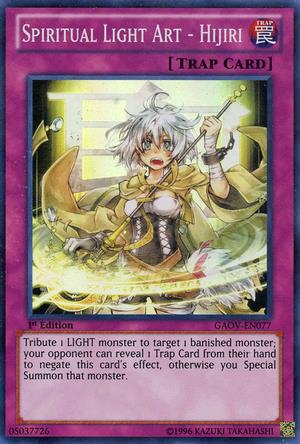 Spiritual Light Art - Hijiri
TRAP
罠
[Trap Card]
1st Edition
GAOV-EN077
Tribute 1 LIGHT monster to target 1 banished monster;
your opponent can reveal 1 Trap Card from their hand
to negate this card's effect, otherwise you Special
Summon that monster.
05037726
©1996 KAZUKI TAKAHASHI